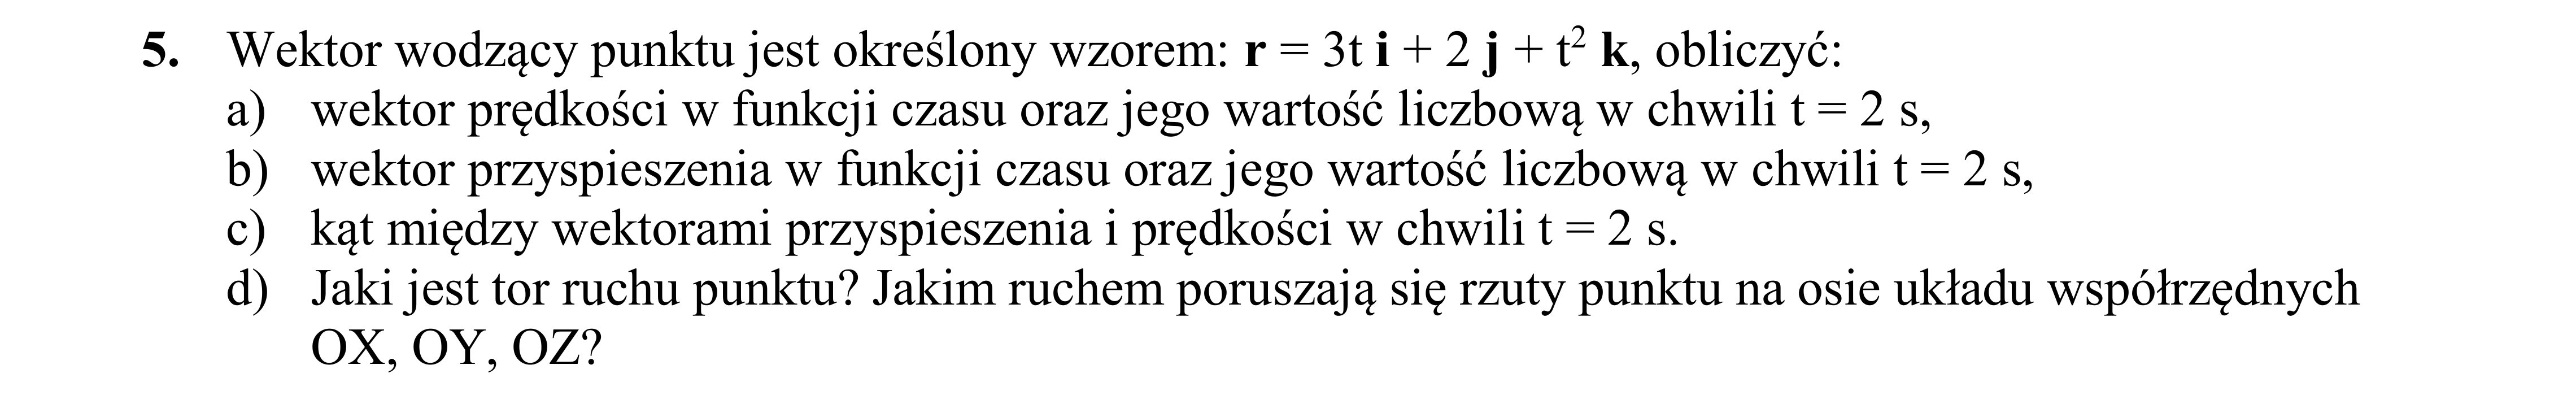 5. Wektor wodzący punktu jest określony wzorem: r = 3t i + 2 j + t² k, obliczyć:
a) wektor prędkości w funkcji czasu oraz jego wartość liczbową w chwili t = 2 s,
b) wektor przyspieszenia w funkcji czasu oraz jego wartość liczbową w chwili t = 2 s,
c) kąt między wektorami przyspieszenia i prędkości w chwili t = 2 s.
d) Jaki jest tor ruchu punktu? Jakim ruchem poruszają się rzuty punktu na osie układu współrzędnych
OX, OY, OZ?